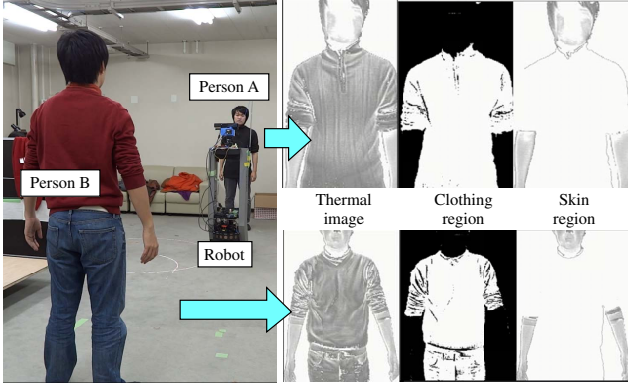 Person A
Person B
Robot
Thermal
image
Clothing
region
Skin
region